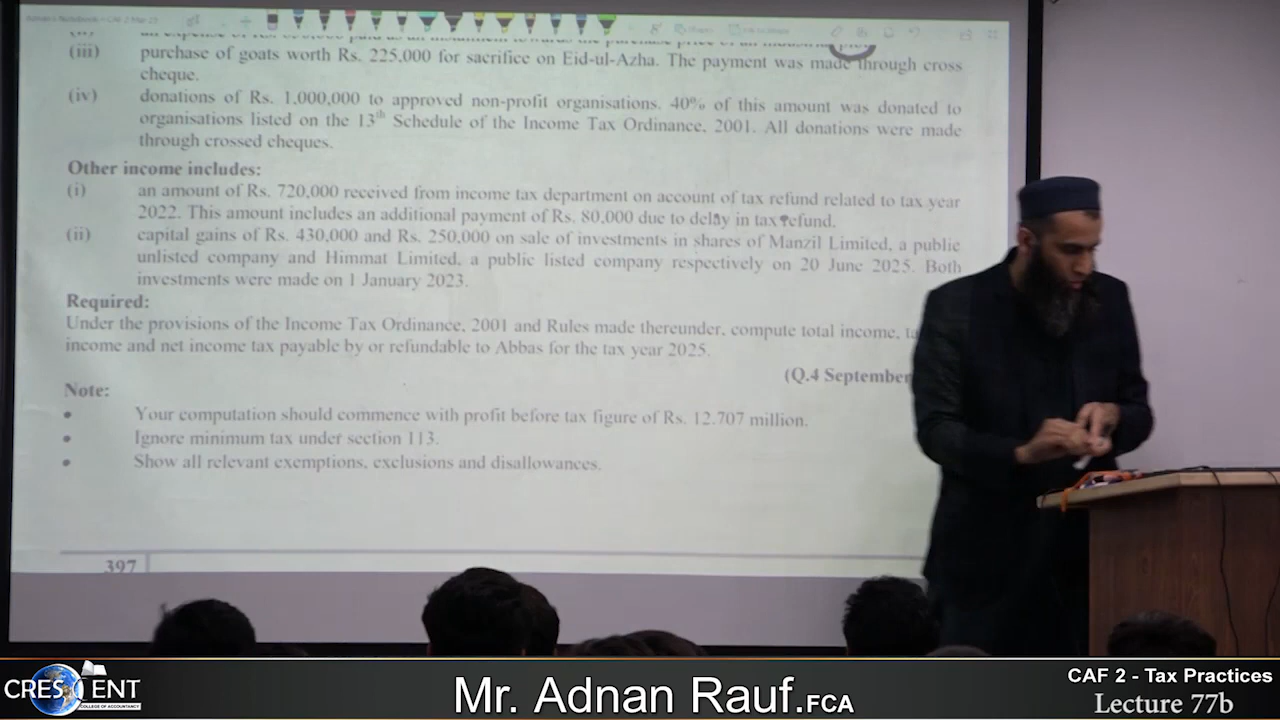 (iii) purchase of goats worth Rs. 225,000 for sacrifice on Eid-ul-Azha. The payment was made through cross
cheque.
(iv) donations of Rs. 1,000,000 to approved non-profit organisations. 40% of this amount was donated to
organisations listed on the 13th Schedule of the Income Tax Ordinance, 2001. All donations were made
through crossed cheques.
Other income includes:
(i) an amount of Rs. 720,000 received from income tax department on account of tax refund related to tax year
2022. This amount includes an additional payment of Rs. 80,000 due to delay in tax refund.
(ii) capital gains of Rs. 430,000 and Rs. 250,000 on sale of investments in shares of Manzil Limited, a public
unlisted company and Himmat Limited, a public listed company respectively on 20 June 2025. Both
investments were made on 1 January 2023.
Required:
Under the provisions of the Income Tax Ordinance, 2001 and Rules made thereunder, compute total income,
income and net income tax payable by or refundable to Abbas for the tax year 2025.
(Q.4 September
Note:
• Your computation should commence with profit before tax figure of Rs. 12.707 million.
• Ignore minimum tax under section 113.
• Show all relevant exemptions, exclusions and disallowances.
397
CRESCENT
COLLEGE OF ACCOUNTANCY
Mr. Adnan Rauf.FCA
CAF 2 - Tax Practices
Lecture 77b